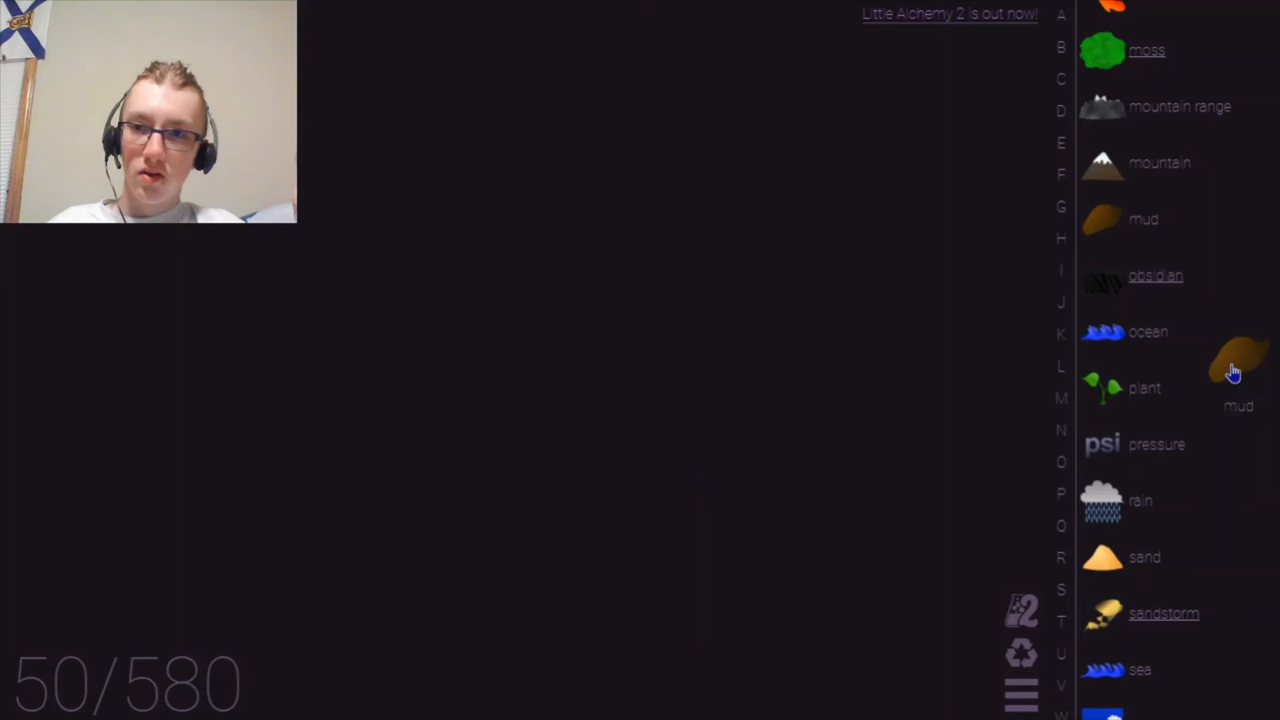 Little Alchemy 2 is out now!
A
B
C
D
E
F
G
H
I
J
K
L
M
N
O
P
Q
R
S
T
U
V
W
moss
mountain range
mountain
mud
obsidian
ocean
plant
mud
psi pressure
rain
sand
sandstorm
sea
2
50/580